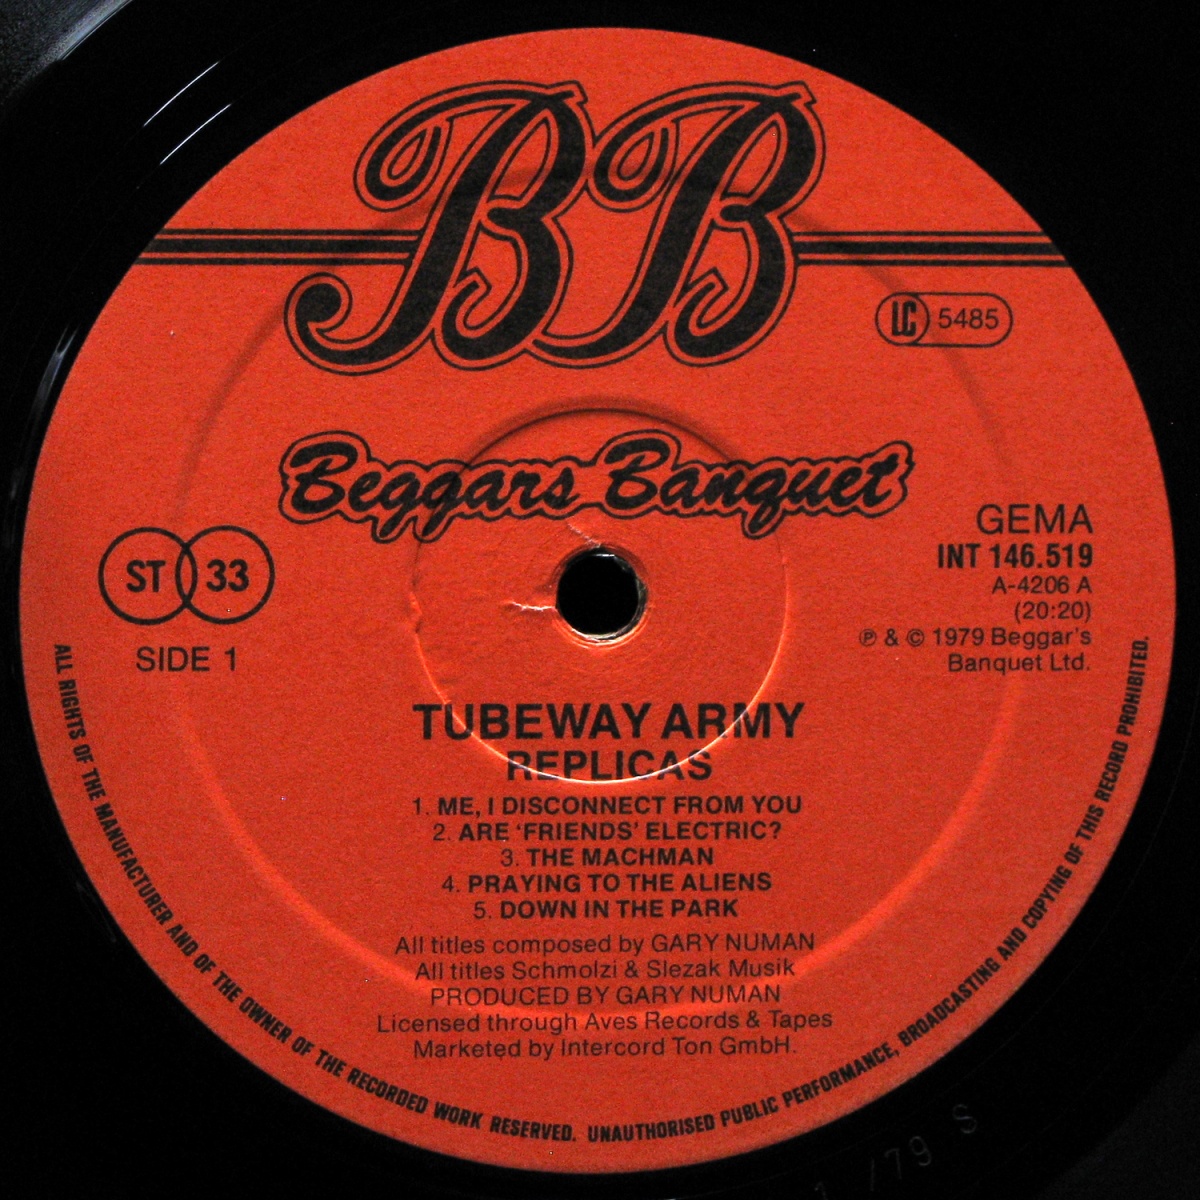 BB
LC 5485
Beggars Banquet
GEMA
INT 146.519
A-4206 A
(20:20)
℗ & © 1979 Beggar's
Banquet Ltd.
ST 33
SIDE 1
TUBEWAY ARMY
REPLICAS
1. ME, I DISCONNECT FROM YOU
2. ARE 'FRIENDS' ELECTRIC?
3. THE MACHMAN
4. PRAYING TO THE ALIENS
5. DOWN IN THE PARK
All titles composed by GARY NUMAN
All titles Schmolzi & Slezak Musik
PRODUCED BY GARY NUMAN
Licensed through Aves Records & Tapes
Marketed by Intercord Ton GmbH.
ALL RIGHTS OF THE MANUFACTURER AND OF THE OWNER OF THE RECORDED WORK RESERVED. UNAUTHORISED PUBLIC PERFORMANCE, BROADCASTING AND COPYING OF THIS RECORD PROHIBITED.
/79 S